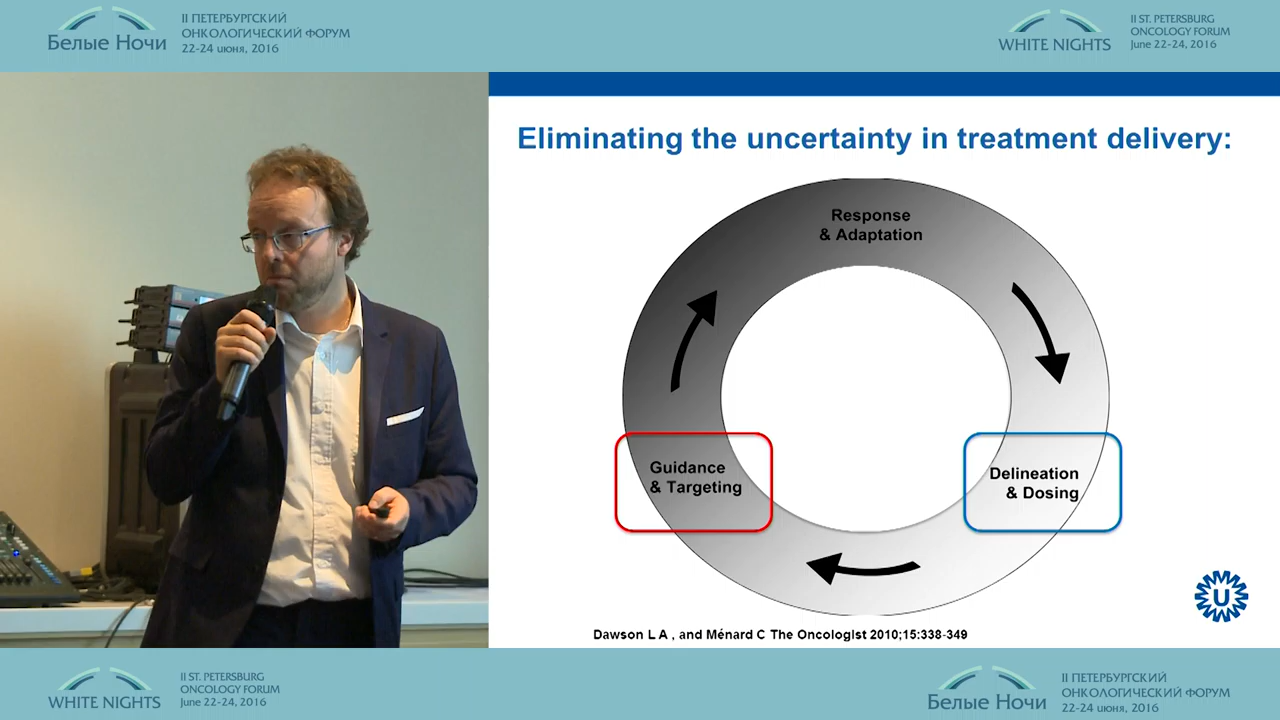 II ПЕТЕРБУРГСКИЙ
ОНКОЛОГИЧЕСКИЙ ФОРУМ
22-24 июня, 2016
Белые Ночи
WHITE NIGHTS
II ST. PETERSBURG
ONCOLOGY FORUM
June 22-24, 2016
Eliminating the uncertainty in treatment delivery:
Response
& Adaptation
Guidance
& Targeting
Delineation
& Dosing
U
Dawson L A , and Ménard C The Oncologist 2010;15:338-349
WHITE NIGHTS
II ST. PETERSBURG
ONCOLOGY FORUM
June 22-24, 2016
Белые Ночи
II ПЕТЕРБУРГСКИЙ
ОНКОЛОГИЧЕСКИЙ ФОРУМ
22-24 июня, 2016